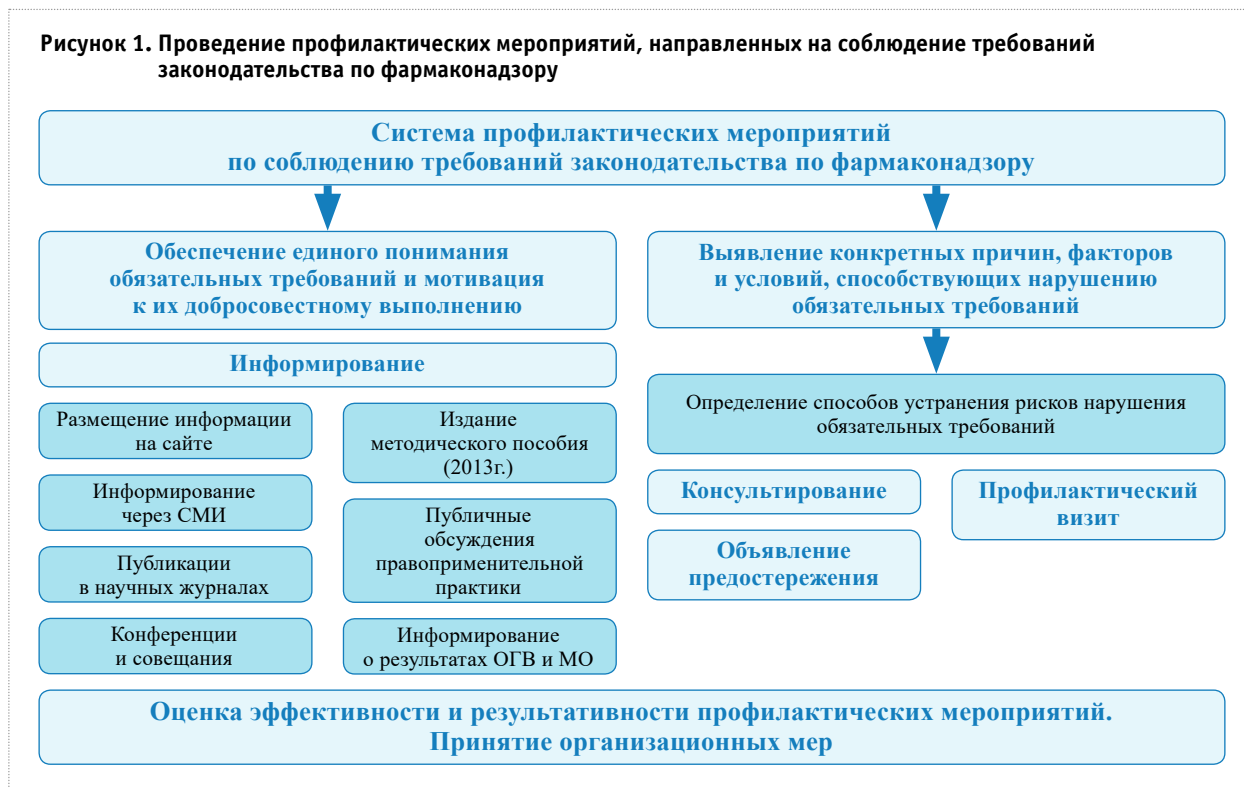 Рисунок 1. Проведение профилактических мероприятий, направленных на соблюдение требований
законодательства по фармаконадзору
Система профилактических мероприятий
по соблюдению требований законодательства по фармаконадзору
Обеспечение единого понимания
обязательных требований и мотивация
к их добросовестному выполнению
Информирование
Размещение информации
на сайте
Информирование
через СМИ
Публикации
в научных журналах
Конференции
и совещания
Издание
методического пособия
(2013г.)
Публичные
обсуждения
правоприменительной
практики
Информирование
о результатах ОГВ и МО
Выявление конкретных причин, факторов
и условий, способствующих нарушению
обязательных требований
Определение способов устранения рисков нарушения
обязательных требований
Консультирование
Объявление
предостережения
Профилактический
визит
Оценка эффективности и результативности профилактических мероприятий.
Принятие организационных мер